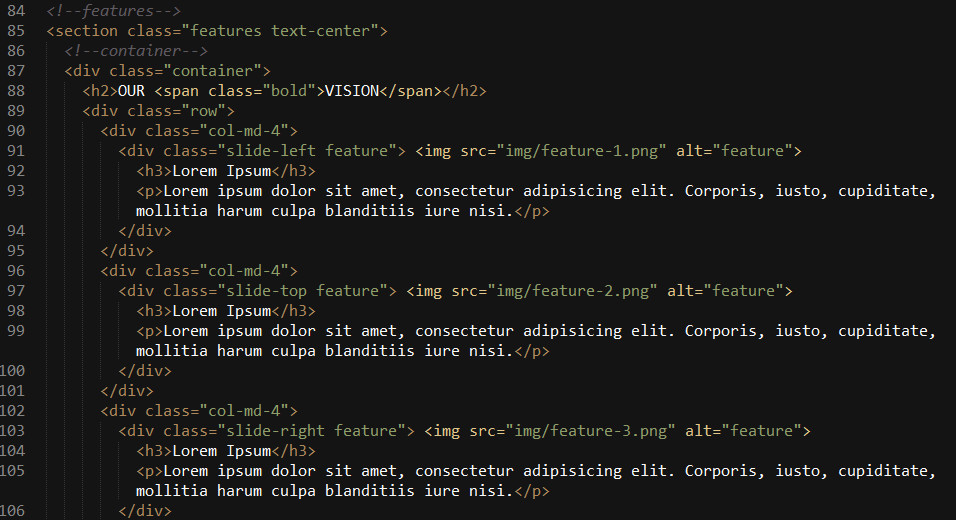 84 <!--features-->
85 <section class="features text-center">
86 <!--container-->
87 <div class="container">
88 <h2>OUR <span class="bold">VISION</span></h2>
89 <div class="row">
90 <div class="col-md-4">
91 <div class="slide-left feature"> <img src="img/feature-1.png" alt="feature">
92 <h3>Lorem Ipsum</h3>
93 <p>Lorem ipsum dolor sit amet, consectetur adipisicing elit. Corporis, iusto, cupiditate,
mollitia harum culpa blanditiis iure nisi.</p>
94 </div>
95 </div>
96 <div class="col-md-4">
97 <div class="slide-top feature"> <img src="img/feature-2.png" alt="feature">
98 <h3>Lorem Ipsum</h3>
99 <p>Lorem ipsum dolor sit amet, consectetur adipisicing elit. Corporis, iusto, cupiditate,
mollitia harum culpa blanditiis iure nisi.</p>
100 </div>
101 </div>
102 <div class="col-md-4">
103 <div class="slide-right feature"> <img src="img/feature-3.png" alt="feature">
104 <h3>Lorem Ipsum</h3>
105 <p>Lorem ipsum dolor sit amet, consectetur adipisicing elit. Corporis, iusto, cupiditate,
mollitia harum culpa blanditiis iure nisi.</p>
106 </div>